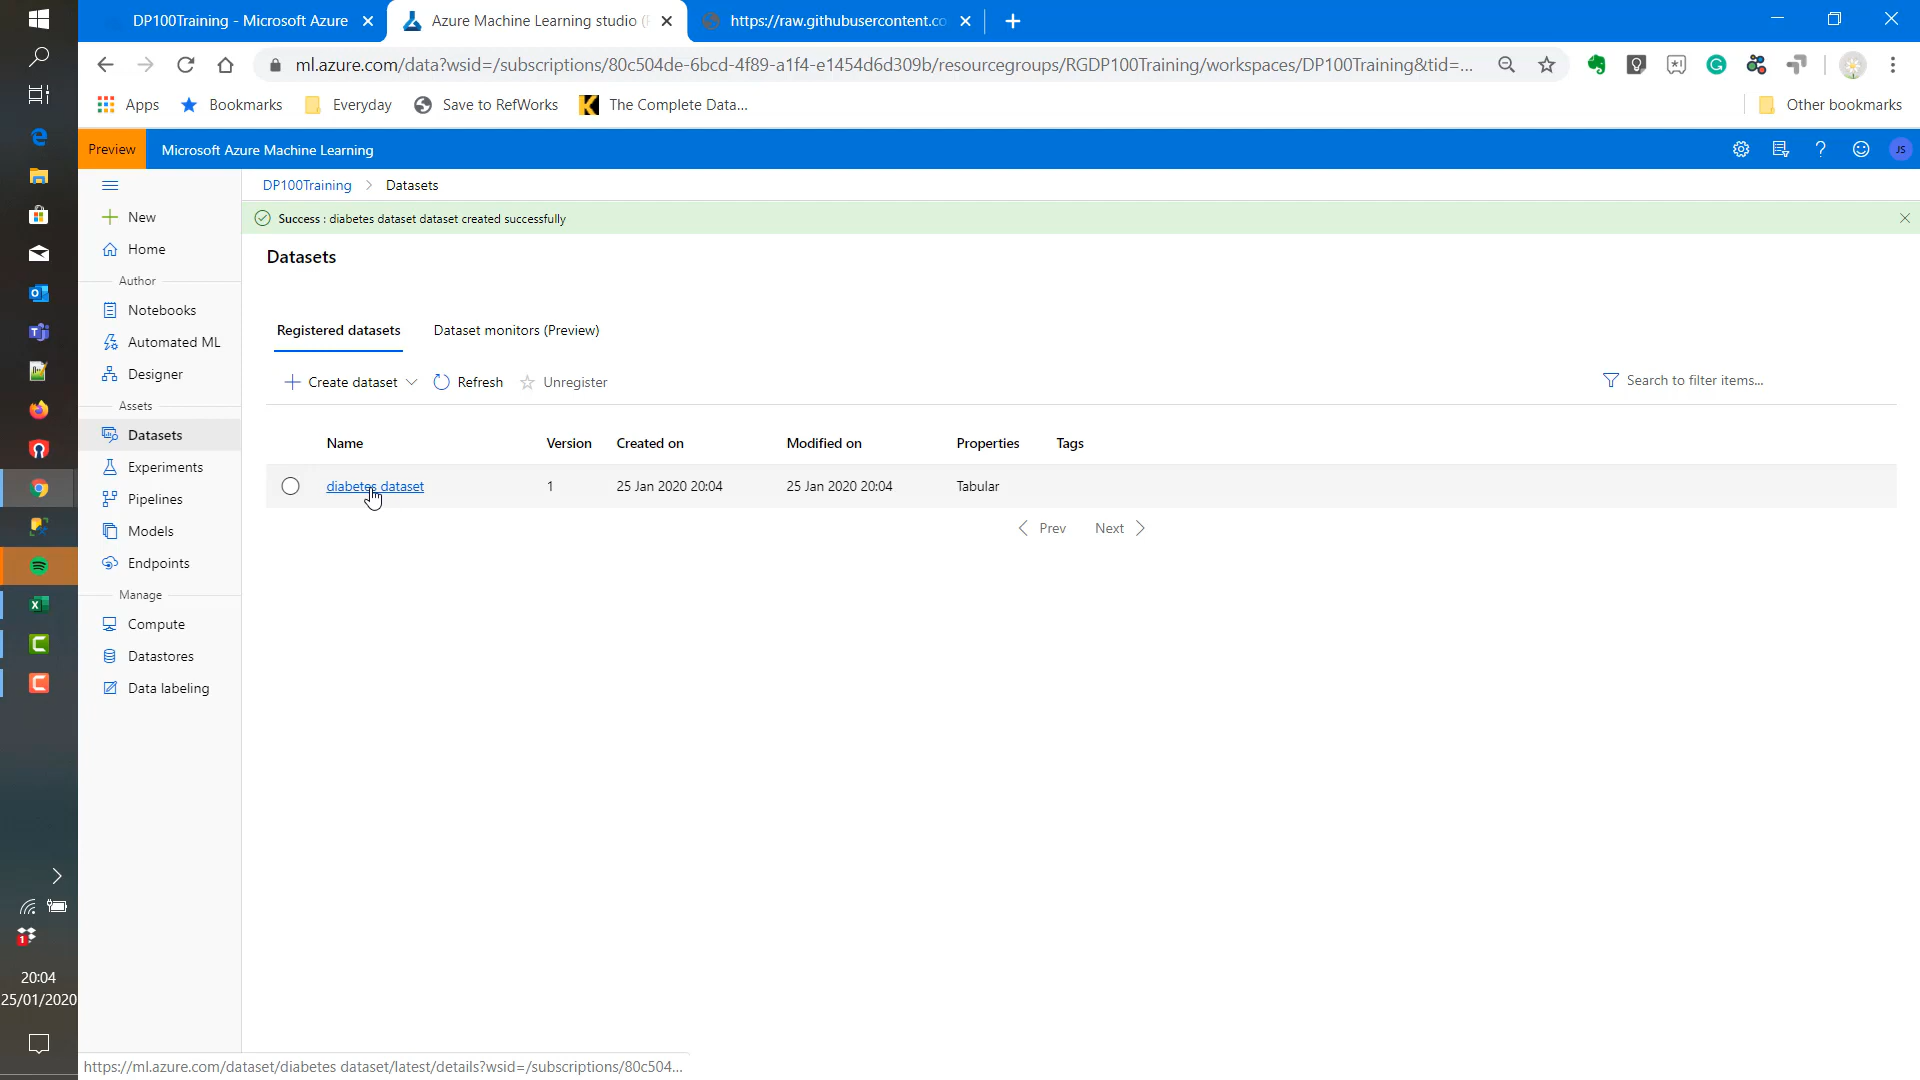 DP100Training - Microsoft Azure
Azure Machine Learning studio (
https://raw.githubusercontent.co
ml.azure.com/data?wsid=/subscriptions/80c504de-6bcd-4f89-a1f4-e1454d6d309b/resourcegroups/RGDP100Training/workspaces/DP100Training&tid=...
Apps
Bookmarks
Everyday
Save to RefWorks
The Complete Data...
Other bookmarks
Preview
Microsoft Azure Machine Learning
JS
New
Home
Author
Notebooks
Automated ML
Designer
Assets
Datasets
Experiments
Pipelines
Models
Endpoints
Manage
Compute
Datastores
Data labeling
DP100Training > Datasets
Success : diabetes dataset dataset created successfully
Datasets
Registered datasets
Dataset monitors (Preview)
Create dataset
Refresh
Unregister
Search to filter items...
Name Version Created on Modified on Properties Tags
diabetes dataset 1 25 Jan 2020 20:04 25 Jan 2020 20:04 Tabular
Prev Next
1
20:04
25/01/2020
https://ml.azure.com/dataset/diabetes dataset/latest/details?wsid=/subscriptions/80c504...